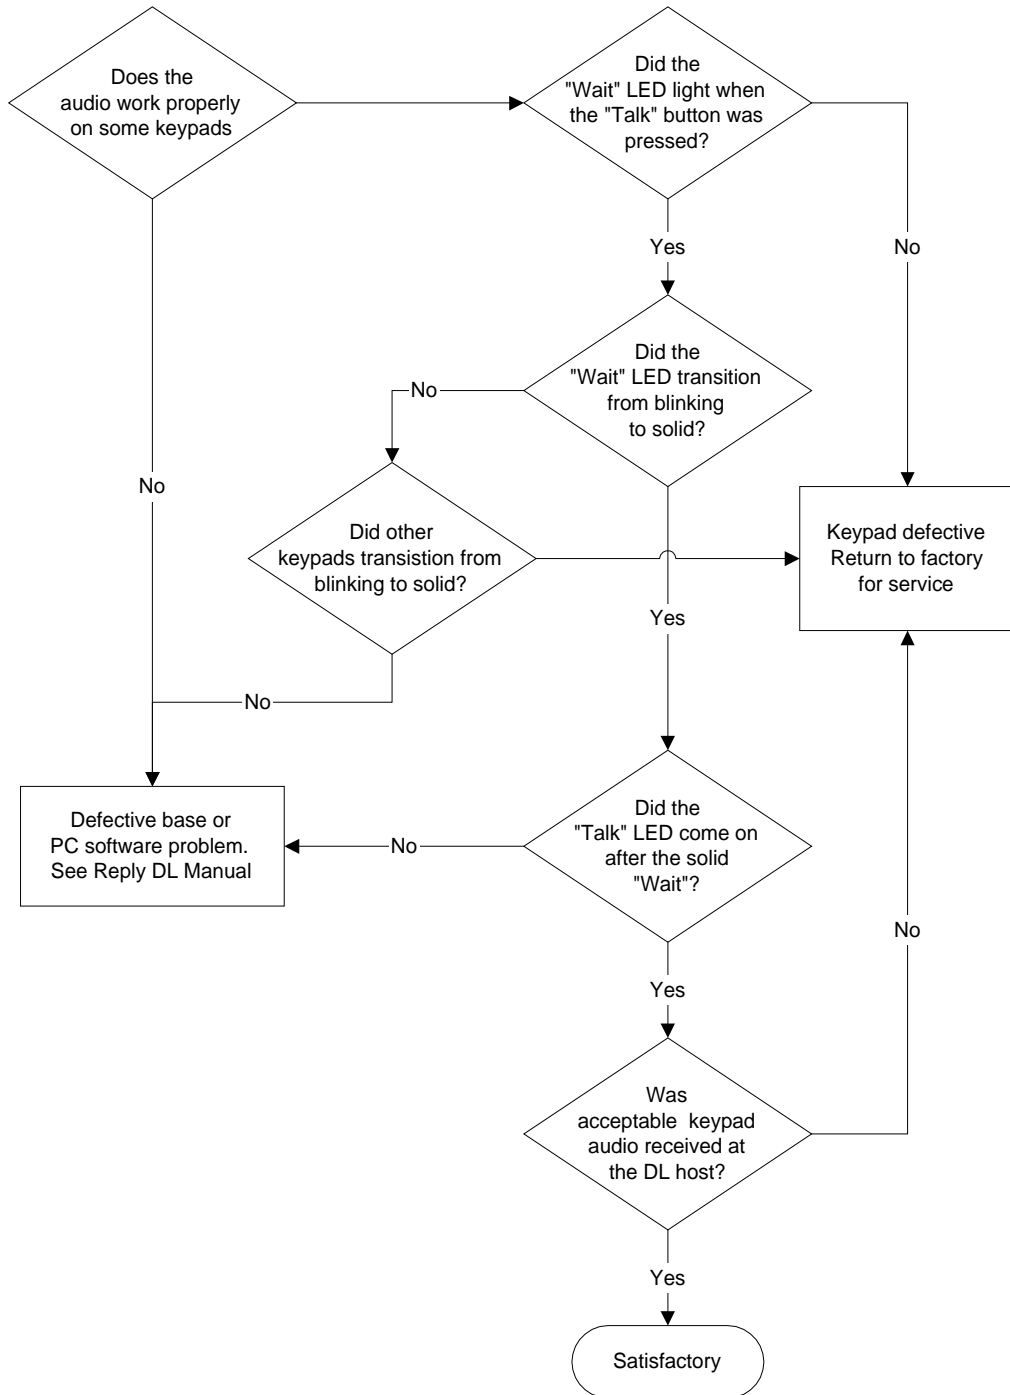 Does the
audio work properly
on some keypads
Did the
"Wait" LED light when
the "Talk" button was
pressed?
Yes
No
Did the
"Wait" LED transition
from blinking
to solid?
No
No
Did other
keypads transistion from
blinking to solid?
Keypad defective
Return to factory
for service
Yes
No
Defective base or
PC software problem.
See Reply DL Manual
No
Did the
"Talk" LED come on
after the solid
"Wait"?
No
Yes
Was
acceptable  keypad
audio received at
the DL host?
Yes
Satisfactory